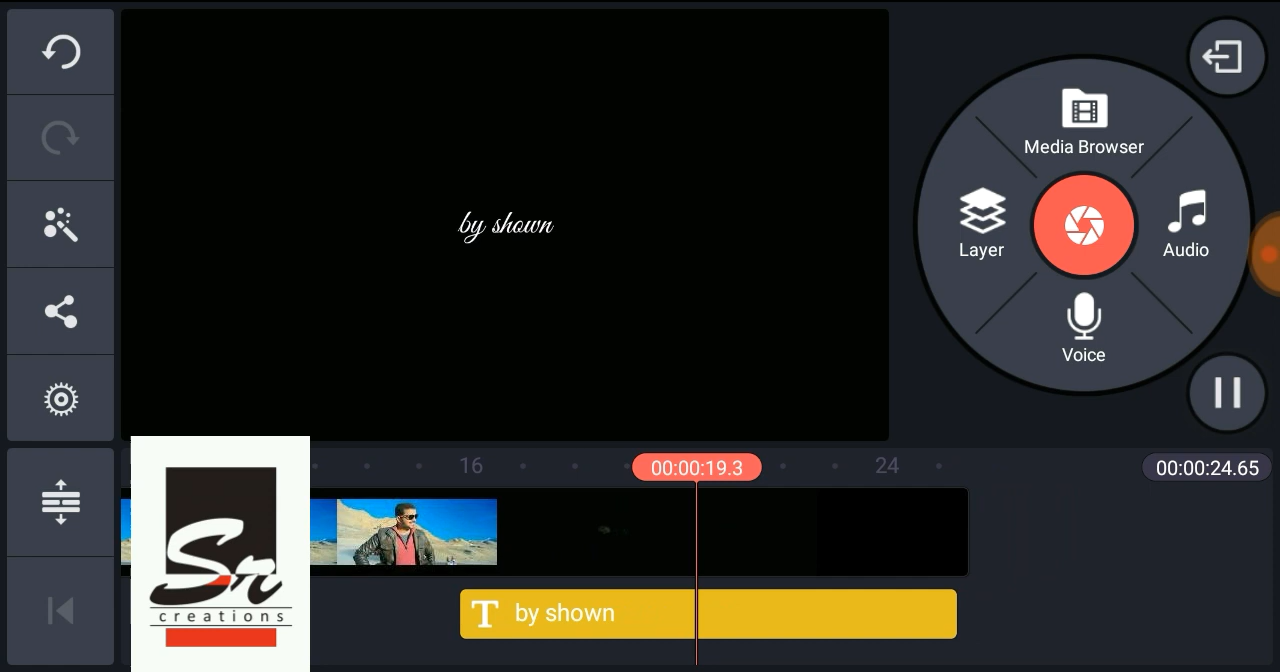 Media Browser
by shown
Layer
Audio
Voice
16
00:00:19.3
24
00:00:24.65
Sr
creations
T by shown